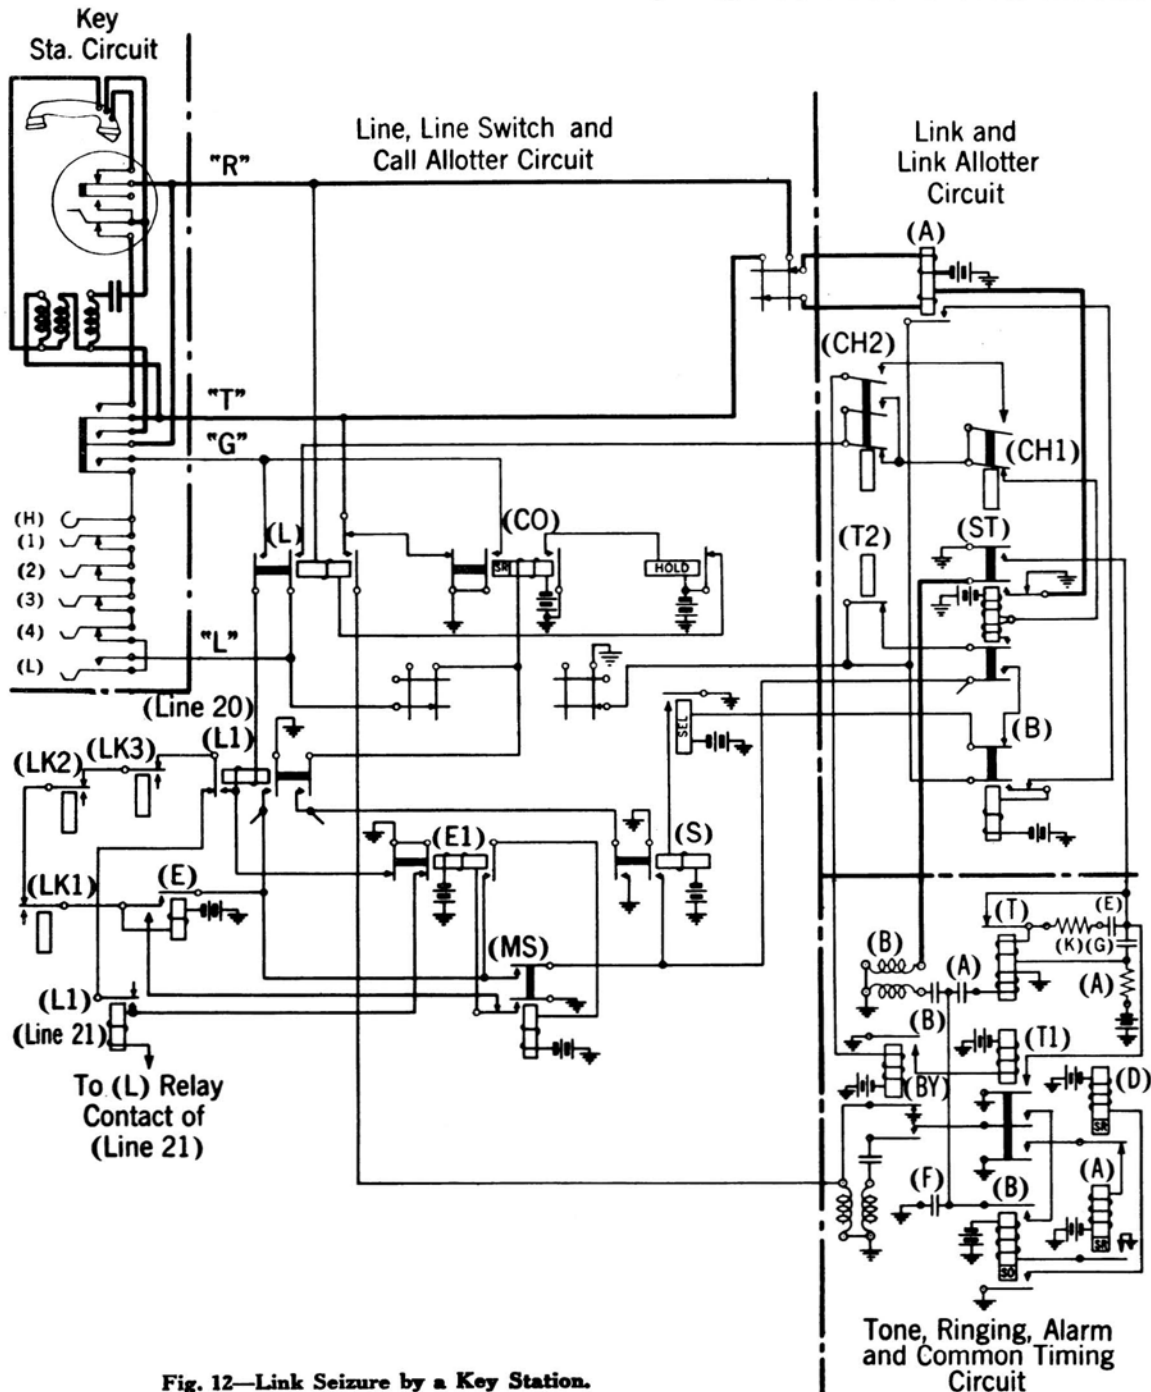 Key
Sta. Circuit
Line, Line Switch and
Call Allotter Circuit
Link and
Link Allotter
Circuit
"R"
(A)
(CH2)
"T"
"G"
(CH1)
(H)
(1)
(2)
(3)
(4)
(L)
(L)
(CO)
SR
HOLD
(T2)
(ST)
"L"
(Line 20)
(L1)
(LK3)
(LK2)
SEL
(B)
(E1)
(S)
(LK1)
(E)
(MS)
(L1)
(Line 21)
To (L) Relay
Contact of
(Line 21)
(B)
(A)
(T)
(E)
(K)
(G)
(A)
(B)
(T1)
(BY)
(D)
SR
(F)
(B)
(A)
SR
SO
Tone, Ringing, Alarm
and Common Timing
Circuit
Fig. 12—Link Seizure by a Key Station.